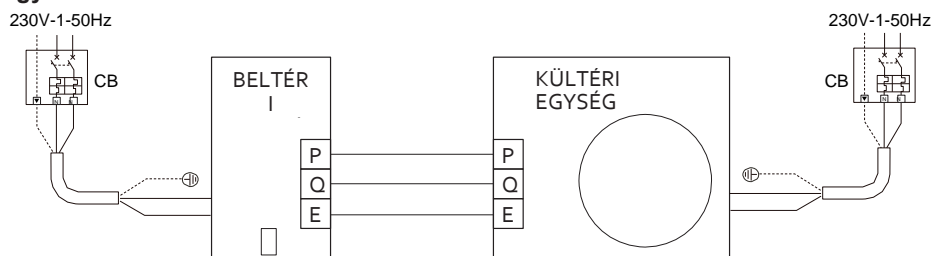 230V-1-50Hz
230V-1-50Hz
CB
BELTÉR
I
KÜLTÉRI
EGYSÉG
CB
N
N
P
P
Q
Q
E
E